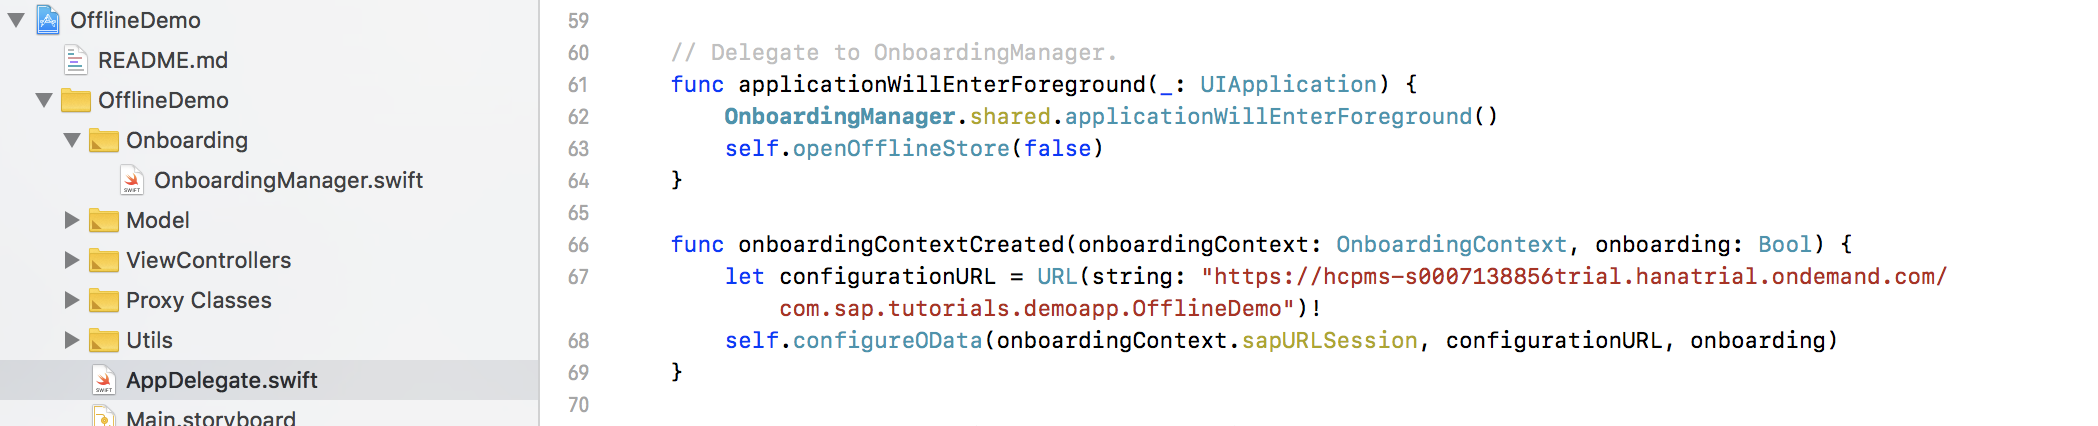 OfflineDemo
README.md
OfflineDemo
Onboarding
OnboardingManager.swift
Model
ViewControllers
Proxy Classes
Utils
AppDelegate.swift
Main.storyboard
59
60 // Delegate to OnboardingManager.
61 func applicationWillEnterForeground(_: UIApplication) {
62 OnboardingManager.shared.applicationWillEnterForeground()
63 self.openOfflineStore(false)
64 }
65
66 func onboardingContextCreated(onboardingContext: OnboardingContext, onboarding: Bool) {
67 let configurationURL = URL(string: "https://hcpms-s0007138856trial.hanatrial.ondemand.com/
com.sap.tutorials.demoapp.OfflineDemo")!
68 self.configureOData(onboardingContext.sapURLSession, configurationURL, onboarding)
69 }
70